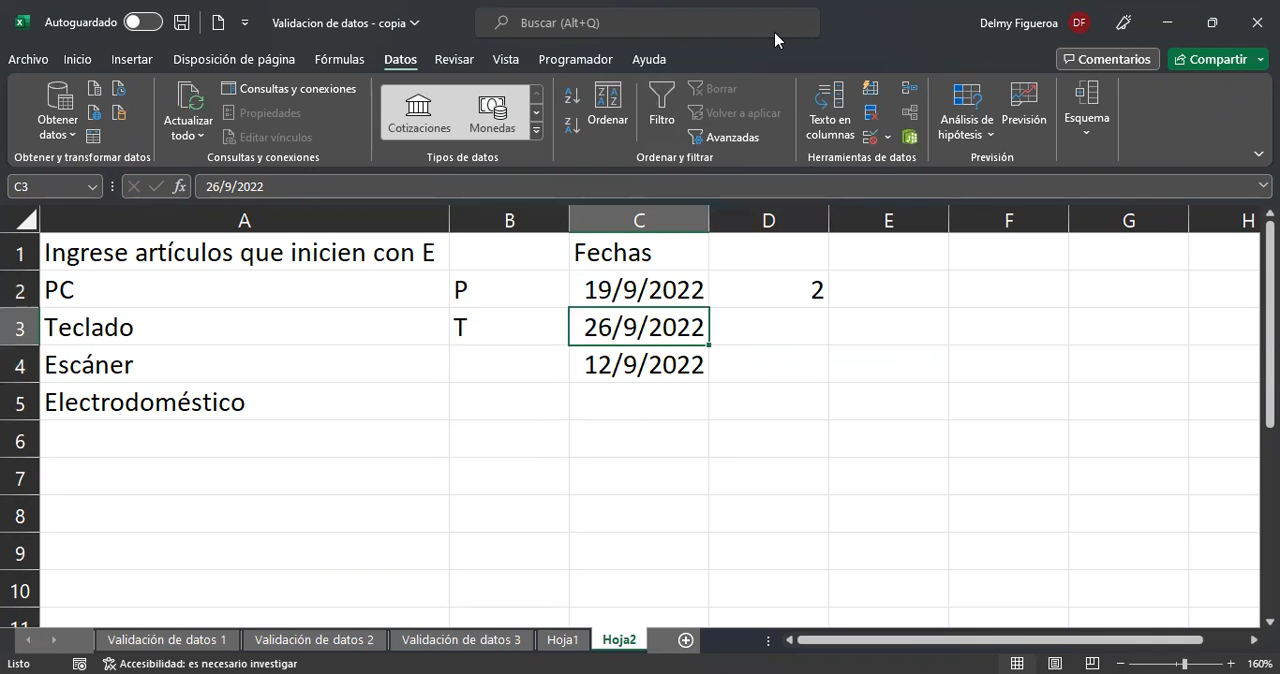 Autoguardado Validacion de datos - copia Buscar (Alt+Q) Delmy Figueroa DF
Archivo Inicio Insertar Disposición de página Fórmulas Datos Revisar Vista Programador Ayuda Comentarios Compartir
Obtener datos
Obtener y transformar datos
Actualizar todo
Consultas y conexiones
Propiedades
Editar vínculos
Consultas y conexiones
Cotizaciones Monedas
Tipos de datos
Ordenar
Filtro
Borrar
Volver a aplicar
Avanzadas
Ordenar y filtrar
Texto en columnas
Herramientas de datos
Análisis de hipótesis
Previsión
Previsión
Esquema
C3 fx 26/9/2022
A B C D E F G H
1 Ingrese artículos que inicien con E Fechas
2 PC P 19/9/2022 2
3 Teclado T 26/9/2022
4 Escáner 12/9/2022
5 Electrodoméstico
6
7
8
9
10
11
Validación de datos 1 Validación de datos 2 Validación de datos 3 Hoja1 Hoja2
Listo Accesibilidad: es necesario investigar 160%